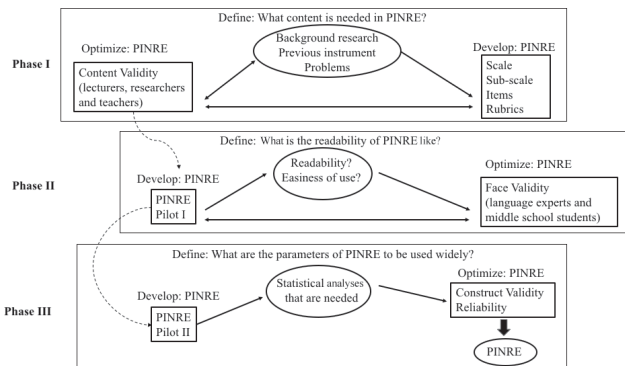 Define: What content is needed in PINRE?
Phase I
Optimize: PINRE
Content Validity
(lecturers, researchers
and teachers)
Background research
Previous instrument
Problems
Develop: PINRE
Scale
Sub-scale
Items
Rubrics
Define: What is the readability of PINRE like?
Phase II
Develop: PINRE
PINRE
Pilot I
Readability?
Easiness of use?
Optimize: PINRE
Face Validity
(language experts and
middle school students)
Define: What are the parameters of PINRE to be used widely?
Phase III
Develop: PINRE
PINRE
Pilot II
Statistical analyses
that are needed
Optimize: PINRE
Construct Validity
Reliability
PINRE